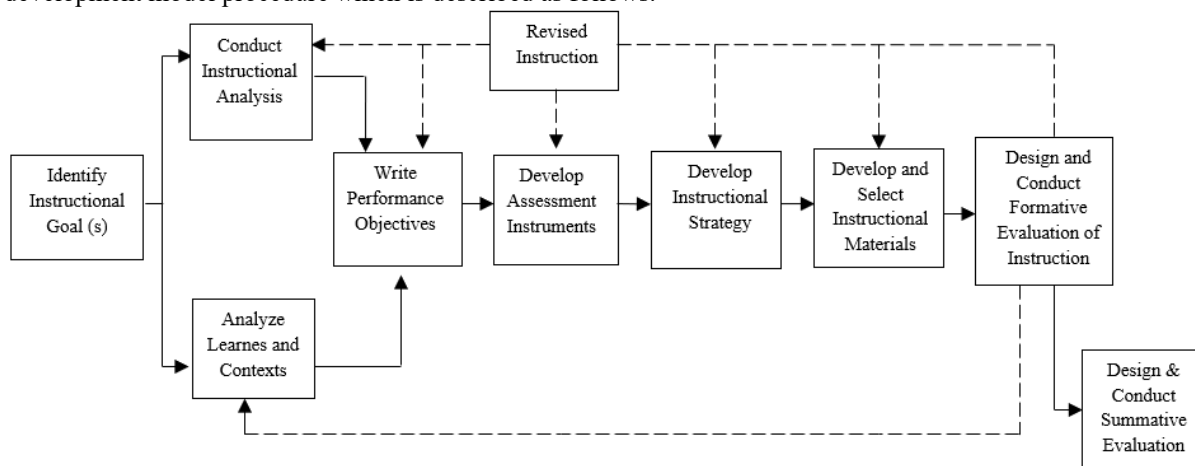 development model procedure which is described as follows.
Conduct
Instructional
Analysis
Revised
Instruction
Identify
Instructional
Goal (s)
Write
Performance
Objectives
Develop
Assessment
Instruments
Develop
Instructional
Strategy
Develop and
Select
Instructional
Materials
Design and
Conduct
Formative
Evaluation of
Instruction
Analyze
Learnes and
Contexts
Design &
Conduct
Summative
Evaluation